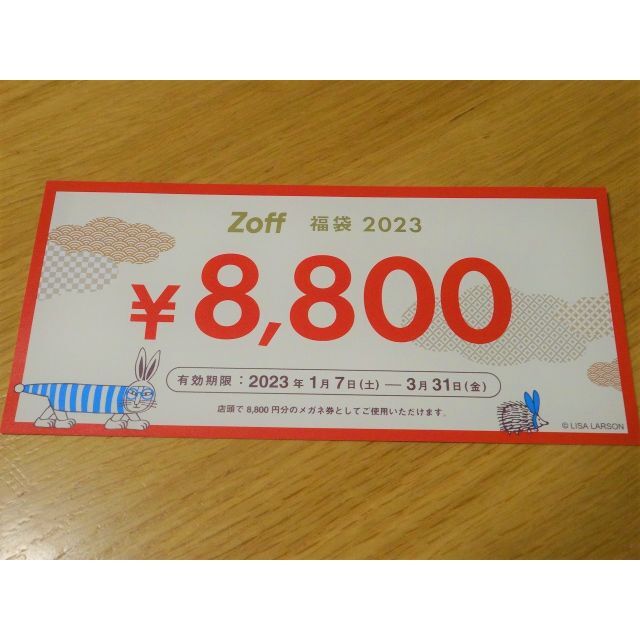 Zoff 福袋 2023
¥8,800
有効期限：2023年1月7日(土)—3月31日(金)
店頭で8,800円分のメガネ券としてご使用いただけます。
© LISA LARSON